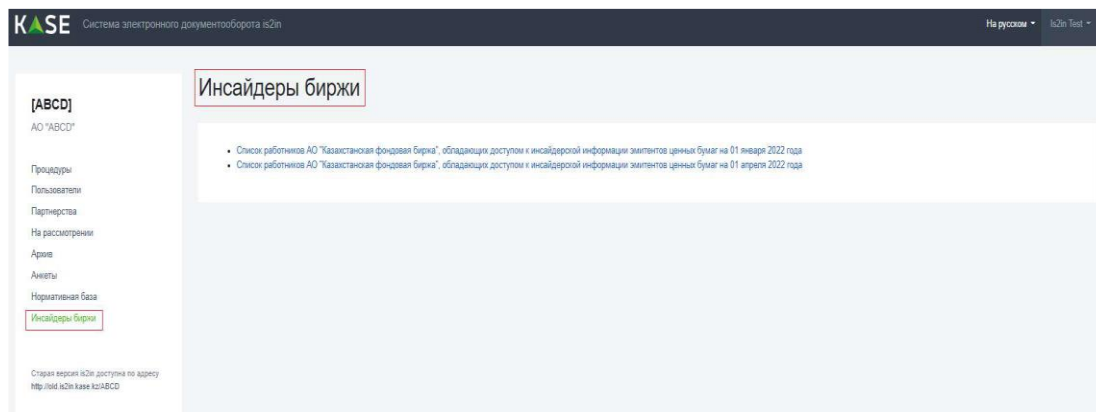 KASE Система электронного документооборота is2in
На русском
Is2in Test
[ABCD]
АО "ABCD"
Процедуры
Пользователи
Партнерства
На рассмотрении
Архив
Анкеты
Нормативная база
Инсайдеры биржи
Старая версия is2in доступна по адресу
http://old.is2in.kase.kz/ABCD
Инсайдеры биржи
Список работников АО "Казахстанская фондовая биржа", обладающих доступом к инсайдерской информации эмитентов ценных бумаг на 01 января 2022 года
Список работников АО "Казахстанская фондовая биржа", обладающих доступом к инсайдерской информации эмитентов ценных бумаг на 01 апреля 2022 года